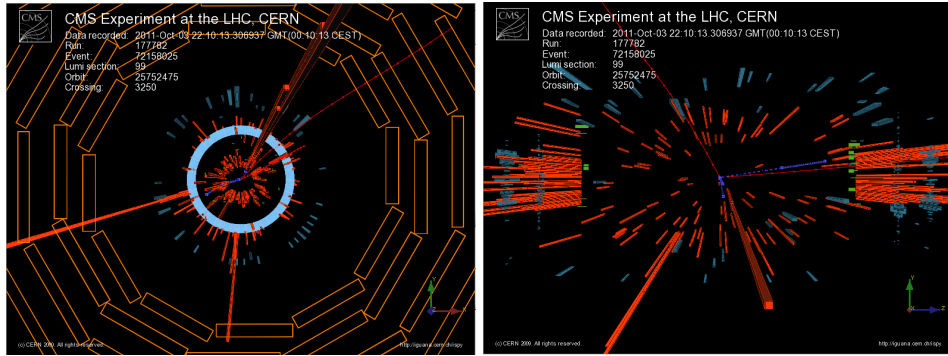 CMS
CMS Experiment at the LHC, CERN
Data recorded: 2011-Oct-03 22:10:13.306937 GMT(00:10:13 CEST)
Run: 177782
Event: 72158025
Lumi section: 99
Orbit: 25752475
Crossing: 3250
(c) CERN 2009. All rights reserved.
http://iguana.cern.ch/ispy
CMS
CMS Experiment at the LHC, CERN
Data recorded: 2011-Oct-03 22:10:13.306937 GMT(00:10:13 CEST)
Run: 177782
Event: 72158025
Lumi section: 99
Orbit: 25752475
Crossing: 3250
Y
Z
(c) CERN 2009. All rights reserved.
http://iguana.cern.ch/ispy